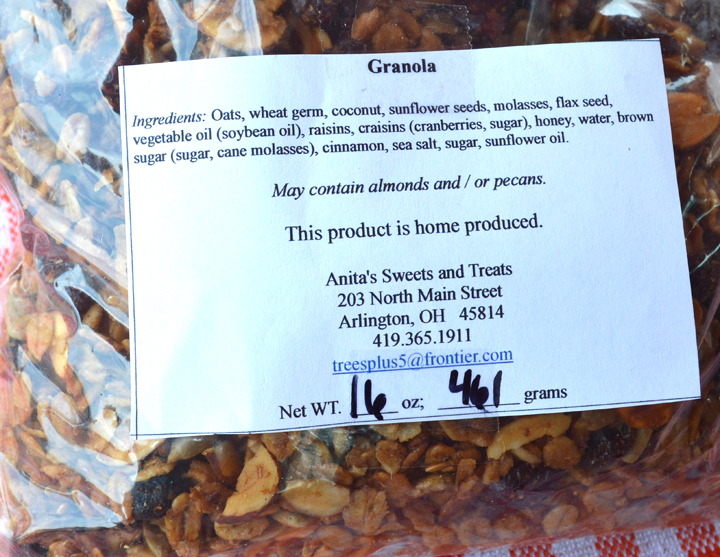 Granola
Ingredients: Oats, wheat germ, coconut, sunflower seeds, molasses, flax seed,
vegetable oil (soybean oil), raisins, craisins (cranberries, sugar), honey, water, brown
sugar (sugar, cane molasses), cinnamon, sea salt, sugar, sunflower oil.
May contain almonds and / or pecans.
This product is home produced.
Anita's Sweets and Treats
203 North Main Street
Arlington, OH 45814
419.365.1911
treesplus5@frontier.com
Net WT. 16 oz; 461 grams